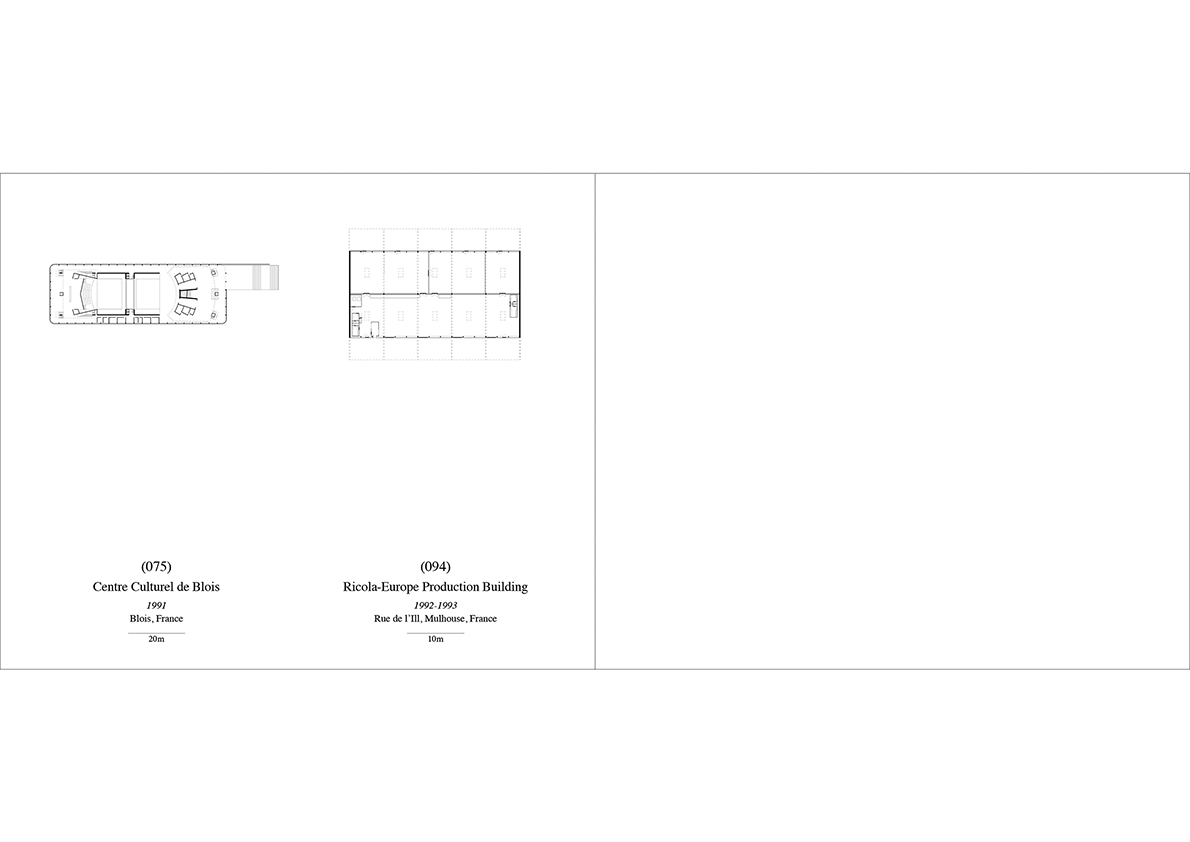 (075)
Centre Culturel de Blois
1991
Blois, France
20m
(094)
Ricola-Europe Production Building
1992-1993
Rue de l’Ill, Mulhouse, France
10m